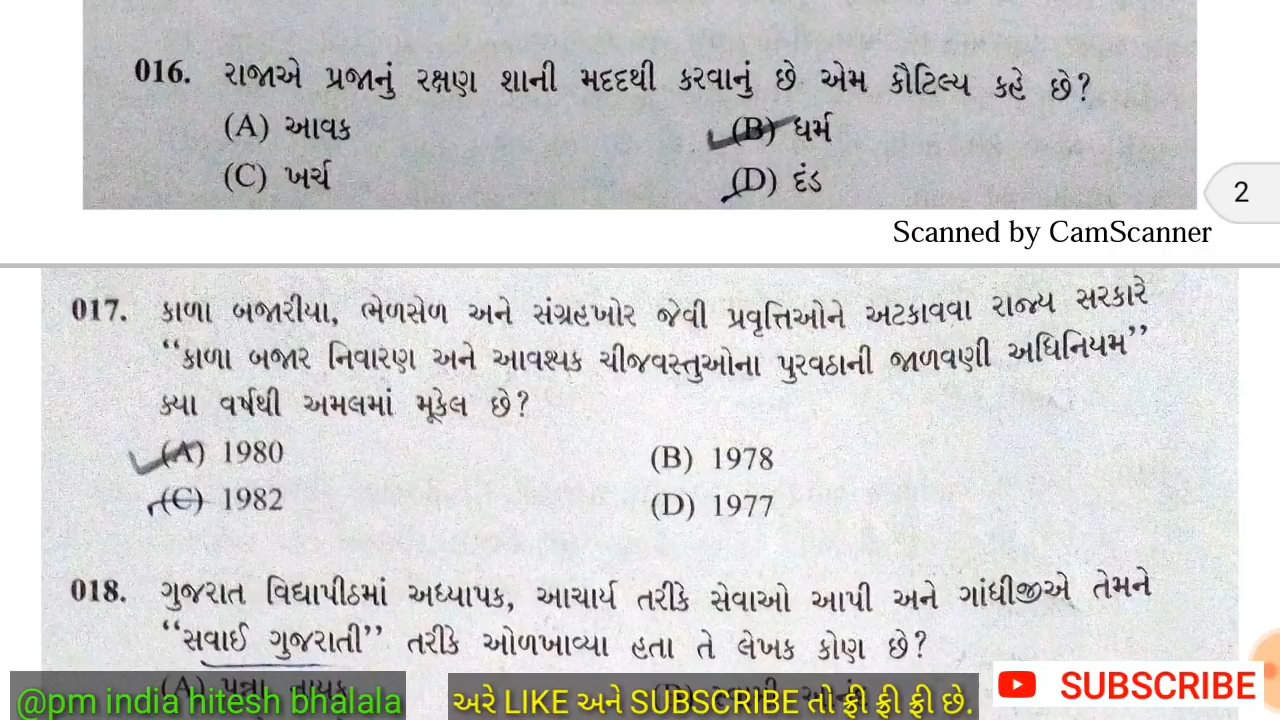 016. રાજાએ પ્રજાનું રક્ષણ શાની મદદથી કરવાનું છે એમ કૌટિલ્ય કહે છે?
(A) આવક (B) ધર્મ
(C) ખર્ચ (D) દંડ
2
Scanned by CamScanner
017. કાળા બજારીયા, ભેળસેળ અને સંગ્રહખોર જેવી પ્રવૃત્તિઓને અટકાવવા રાજ્ય સરકારે
“કાળા બજાર નિવારણ અને આવશ્યક ચીજવસ્તુઓના પુરવઠાની જાળવણી અધિનિયમ”
ક્યા વર્ષથી અમલમાં મૂકેલ છે?
(A) 1980 (B) 1978
(C) 1982 (D) 1977
018. ગુજરાત વિદ્યાપીઠમાં અધ્યાપક, આચાર્ય તરીકે સેવાઓ આપી અને ગાંધીજીએ તેમને
“સવાઈ ગુજરાતી” તરીકે ઓળખાવ્યા હતા તે લેખક કોણ છે?
(A) પન્ના નાયક
@pm india hitesh bhalala અરે LIKE અને SUBSCRIBE તો ફ્રી ફ્રી ફ્રી છે. SUBSCRIBE